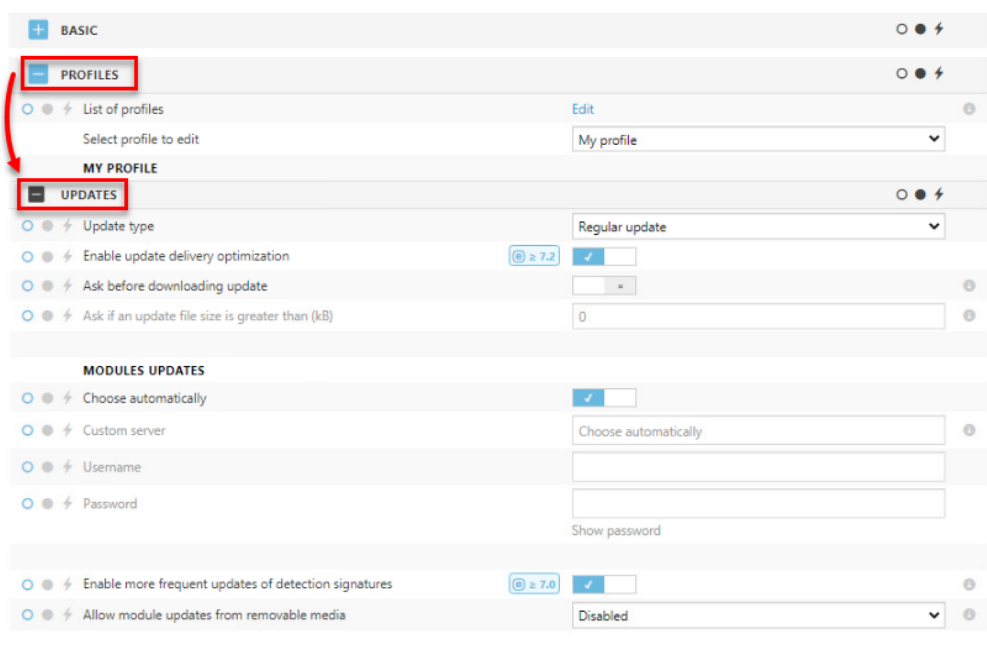 BASIC
PROFILES
List of profiles Edit
Select profile to edit My profile
MY PROFILE
UPDATES
Update type Regular update
Enable update delivery optimization ≥ 7.2
Ask before downloading update
Ask if an update file size is greater than (kB) 0
MODULES UPDATES
Choose automatically
Custom server Choose automatically
Username
Password
Show password
Enable more frequent updates of detection signatures ≥ 7.0
Allow module updates from removable media Disabled